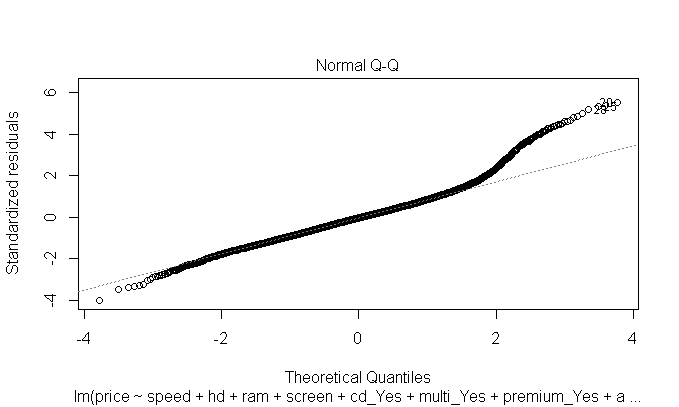 Normal Q-Q
Standardized residuals
6
4
2
0
-2
-4
-4
-2
0
2
4
Theoretical Quantiles
lm(price ~ speed + hd + ram + screen + cd_Yes + multi_Yes + premium_Yes + a ...